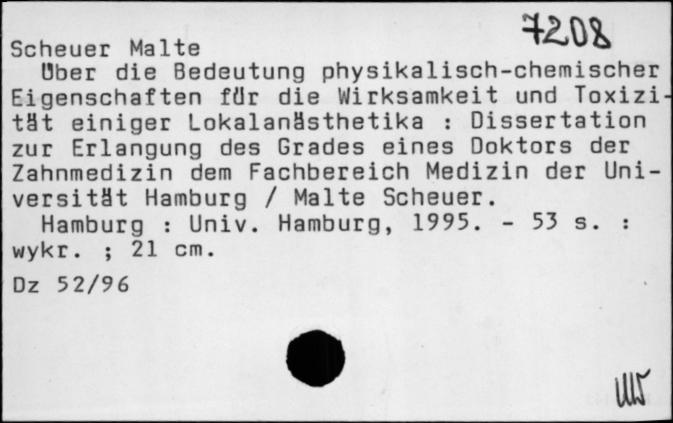 7208
Scheuer Malte
Über die Bedeutung physikalisch-chemischer
Eigenschaften für die Wirksamkeit und Toxizi-
tät einiger Lokalanästhetika : Dissertation
zur Erlangung des Grades eines Doktors der
Zahnmedizin dem Fachbereich Medizin der Uni-
versität Hamburg / Malte Scheuer.
Hamburg : Univ. Hamburg, 1995. - 53 s. :
wykr. ; 21 cm.
Dz 52/96